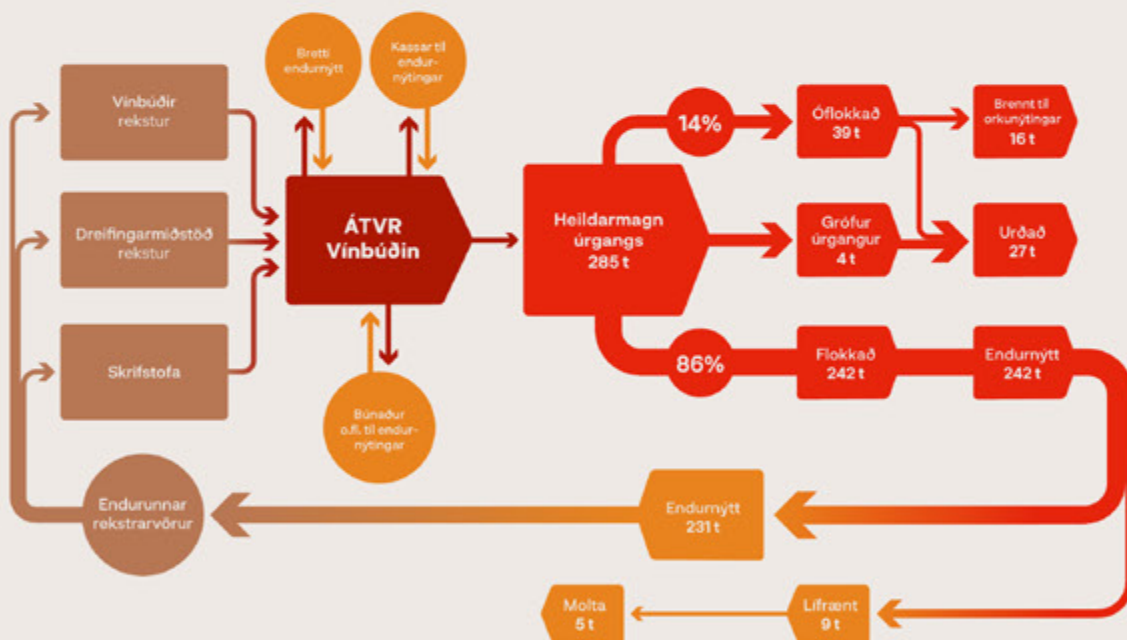 Bretti
endurnýtt
Kassar til
endur-
nýtingar
Vínbúðir
rekstur
Dreifingarmiðstöð
rekstur
Skrifstofa
ÁTVR
Vínbúðin
Búnaður
o.fl. til endur-
nýtingar
Heildarmagn
úrgangs
285 t
14%
Óflokkað
39 t
Brennt til
orkunýtingar
16 t
Grófur
úrgangur
4 t
Urðað
27 t
86%
Flokkað
242 t
Endurnýtt
242 t
Endurunnar
rekstrarvörur
Endurnýtt
231 t
Molta
5 t
Lífrænt
9 t